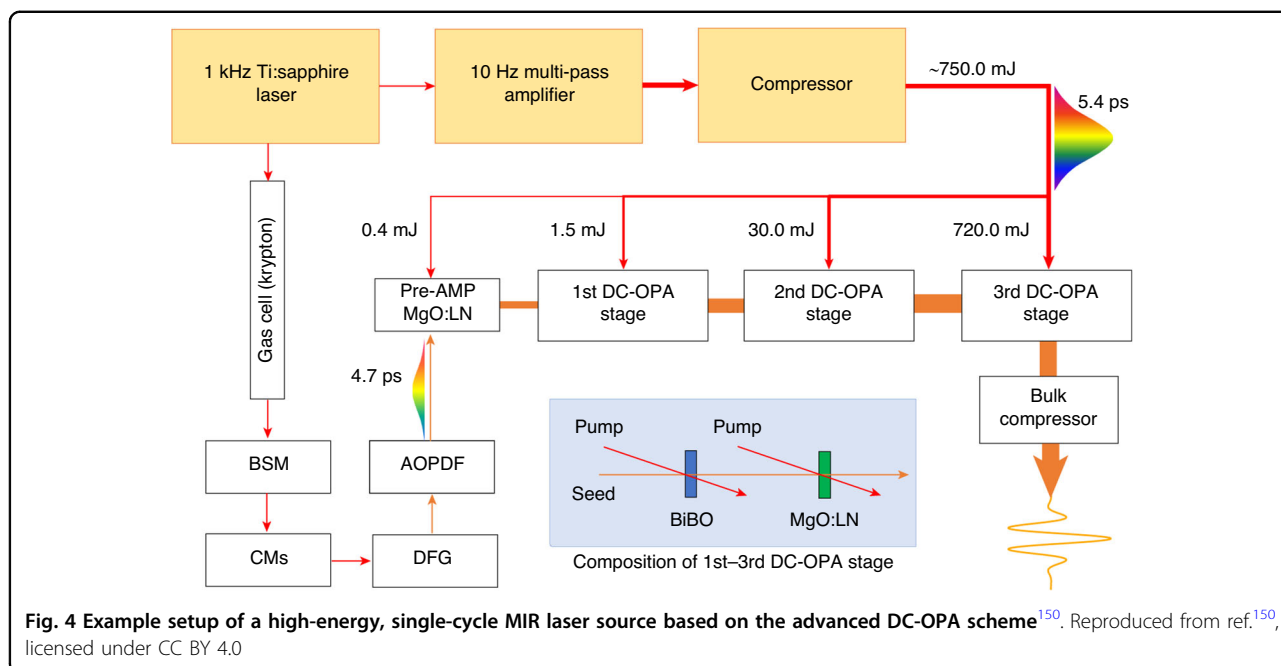 1 kHz Ti:sapphire
laser
10 Hz multi-pass
amplifier
Compressor
~750.0 mJ
5.4 ps
Gas cell (krypton)
0.4 mJ
1.5 mJ
30.0 mJ
720.0 mJ
Pre-AMP
MgO:LN
1st DC-OPA
stage
2nd DC-OPA
stage
3rd DC-OPA
stage
4.7 ps
Bulk
compressor
BSM
AOPDF
CMs
DFG
Pump
Pump
Seed
BiBO
MgO:LN
Composition of 1st–3rd DC-OPA stage
Fig. 4 Example setup of a high-energy, single-cycle MIR laser source based on the advanced DC-OPA scheme150. Reproduced from ref.150,
licensed under CC BY 4.0